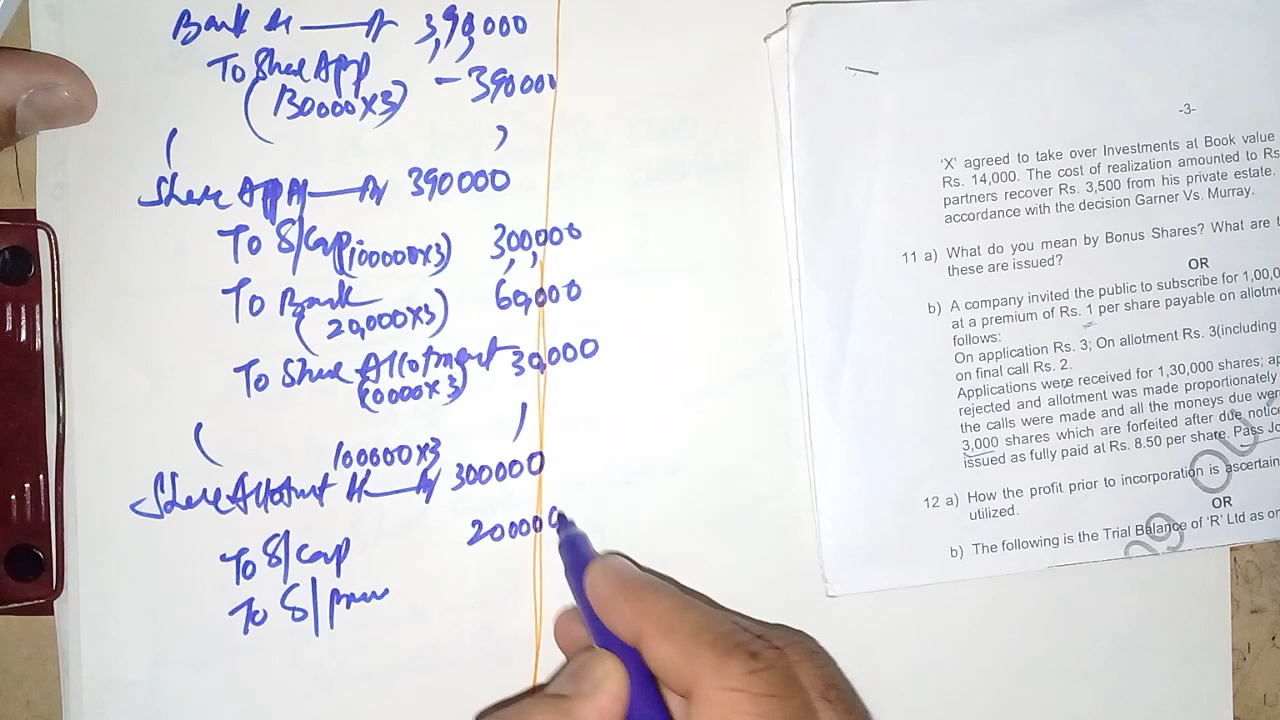 Bank A/c Dr 3,90,000
To Share App - 390000
(130000x3)
Share App A/c Dr 390000
To S/Cap (100000x3) 300,000
To Bank 60,000
(20,000x3)
To Share Allotment 30,000
(10000x3)
100000x3
Share Allotment A/c Dr 300000
To S/cap 200000
To S/prem
-3-
'X' agreed to take over Investments at Book value
Rs. 14,000. The cost of realization amounted to Rs
partners recover Rs. 3,500 from his private estate.
accordance with the decision Garner Vs. Murray.
11 a) What do you mean by Bonus Shares? What are t
these are issued?
OR
b) A company invited the public to subscribe for 1,00,0
at a premium of Rs. 1 per share payable on allotme
follows:
On application Rs. 3; On allotment Rs. 3(including
on final call Rs. 2.
Applications were received for 1,30,000 shares; ap
rejected and allotment was made proportionately
the calls were made and all the moneys due wer
3,000 shares which are forfeited after due notic
issued as fully paid at Rs. 8.50 per share. Pass Jo
12 a) How the profit prior to incorporation is ascertain
utilized.
OR
b) The following is the Trial Balance of 'R' Ltd as on